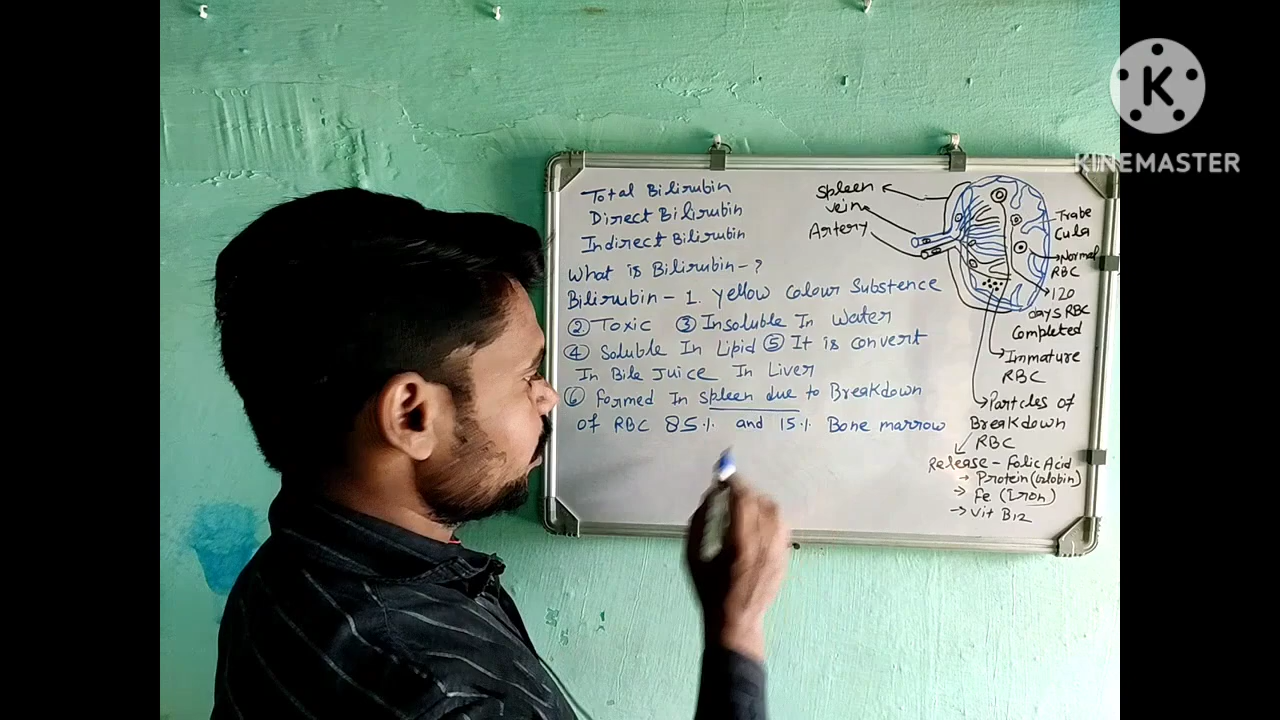 Total Bilirubin
Direct Bilirubin
Indirect Bilirubin
What is Bilirubin - ?
Bilirubin - 1. Yellow Colour Substence
② Toxic ③ Insoluble In Water
④ Soluble In Lipid ⑤ It is convert
In Bile Juice In Liver
⑥ Formed In Spleen due to Breakdown
of RBC 85% and 15% Bone marrow
Spleen
vein
Artery
Trabe
Cula
Normal
RBC
120
days RBC
Completed
Immature
RBC
Particles of
Breakdown
RBC
Release - Folic Acid
→ Protein (Globin)
→ Fe (Iron)
→ Vit B12
K
KINEMASTER